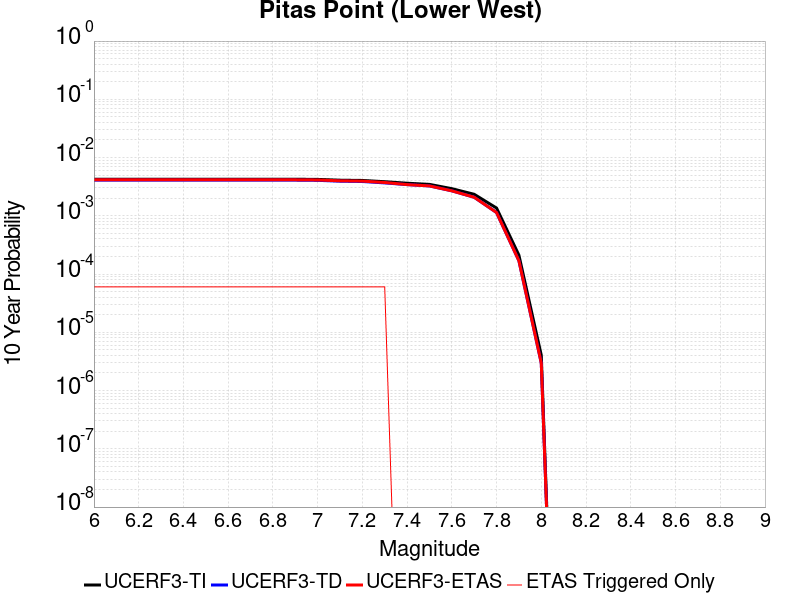 Pitas Point (Lower West)
10 0
10 -1
10 -2
10 -3
10 -4
10 -5
10 -6
10 -7
10 -8
10 Year Probability
6 6.2 6.4 6.6 6.8 7 7.2 7.4 7.6 7.8 8 8.2 8.4 8.6 8.8 9
Magnitude
UCERF3-TI UCERF3-TD UCERF3-ETAS ETAS Triggered Only